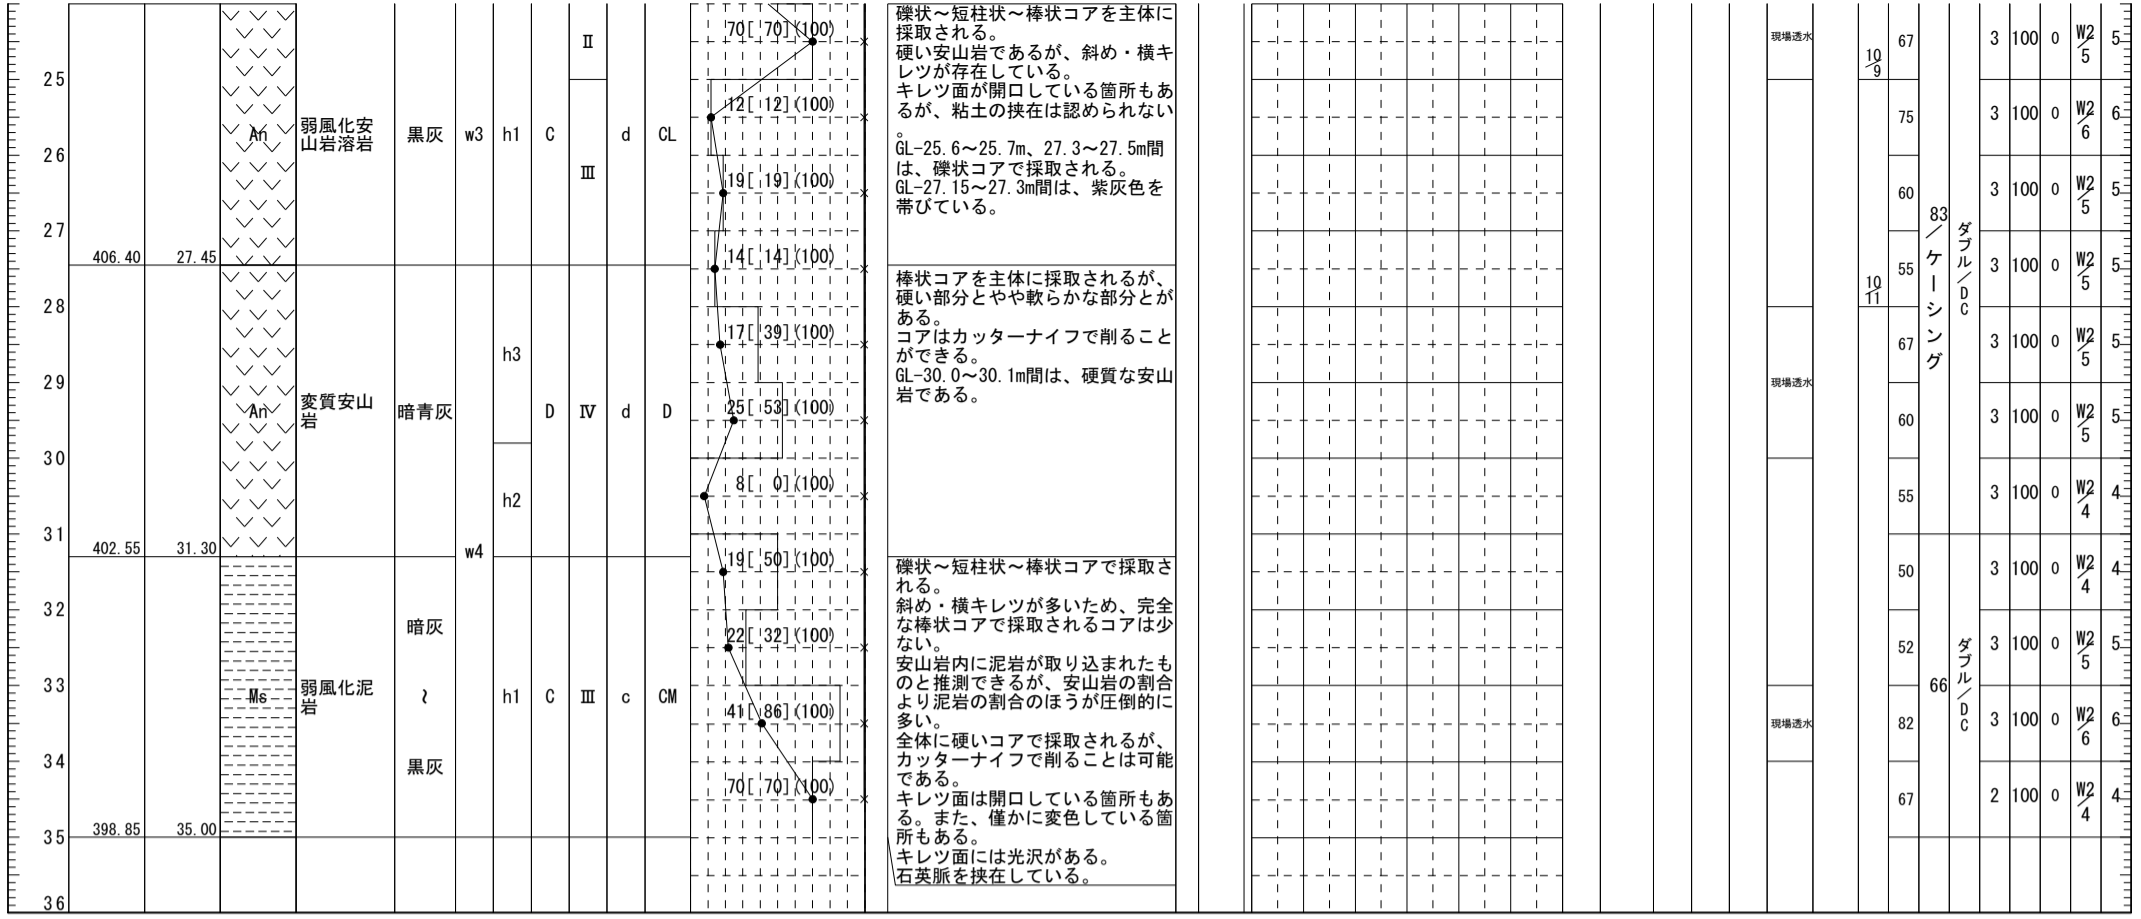 25
26
27
28
29
30
31
32
33
34
35
36
406.40
402.55
398.85
27.45
31.30
35.00
An
An
Ms
弱風化安
山岩溶岩
変質安山
岩
弱風化泥
岩
黒灰
暗青灰
暗灰
~
黒灰
w3
w4
h1
h3
h2
h1
C
D
C
II
III
IV
III
d
d
c
CL
D
CM
70[ 70](100)
12[ 12](100)
19[ 19](100)
14[ 14](100)
17[ 39](100)
25[ 53](100)
8[ 0](100)
19[ 50](100)
22[ 32](100)
41[ 86](100)
70[ 70](100)
礫状~短柱状~棒状コアを主体に
採取される。
硬い安山岩であるが、斜め・横キ
レツが存在している。
キレツ面が開口している箇所もあ
るが、粘土の挟在は認められない
。
GL-25.6~25.7m、27.3~27.5m間
は、礫状コアで採取される。
GL-27.15~27.3m間は、紫灰色を
帯びている。
棒状コアを主体に採取されるが、
硬い部分とやや軟らかな部分とが
ある。
コアはカッターナイフで削ること
ができる。
GL-30.0~30.1m間は、硬質な安山
岩である。
礫状~短柱状~棒状コアで採取さ
れる。
斜め・横キレツが多いため、完全
な棒状コアで採取されるコアは少
ない。
安山岩内に泥岩が取り込まれたも
のと推測できるが、安山岩の割合
より泥岩の割合のほうが圧倒的に
多い。
全体に硬いコアで採取されるが、
カッターナイフで削ることは可能
である。
キレツ面は開口している箇所もあ
る。また、僅かに変色している箇
所もある。
キレツ面には光沢がある。
石英脈を挟在している。
現場透水
現場透水
現場透水
10/9
10/11
67
75
60
55
67
60
55
50
52
82
67
83/ケーシング
66
ダブル/DC
ダブル/DC
3 100 0 W2/5 5
3 100 0 W2/6 6
3 100 0 W2/5 5
3 100 0 W2/5 5
3 100 0 W2/5 5
3 100 0 W2/5 5
3 100 0 W2/4 4
3 100 0 W2/4 4
3 100 0 W2/5 5
3 100 0 W2/6 6
2 100 0 W2/4 4